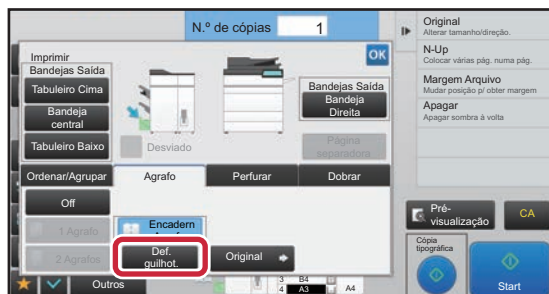 N.º de cópias
1
Original
Alterar tamanho/direção.
N-Up
Colocar várias pág. numa pág.
Margem Arquivo
Mudar posição p/ obter margem
Apagar
Apagar sombra à volta
Imprimir
OK
Bandejas Saída
Tabuleiro Cima
Bandeja
central
Tabuleiro Baixo
Desviado
Bandejas Saída
Bandeja
Direita
Página
separadora
Ordenar/Agrupar
Agrafo
Perfurar
Dobrar
Off
1 Agrafo
2 Agrafos
Encadern
Def.
guilhot.
Original
Pré-
visualização
CA
Cópia
tipográfica
Start
Outros
3 B4
4 A3
A4